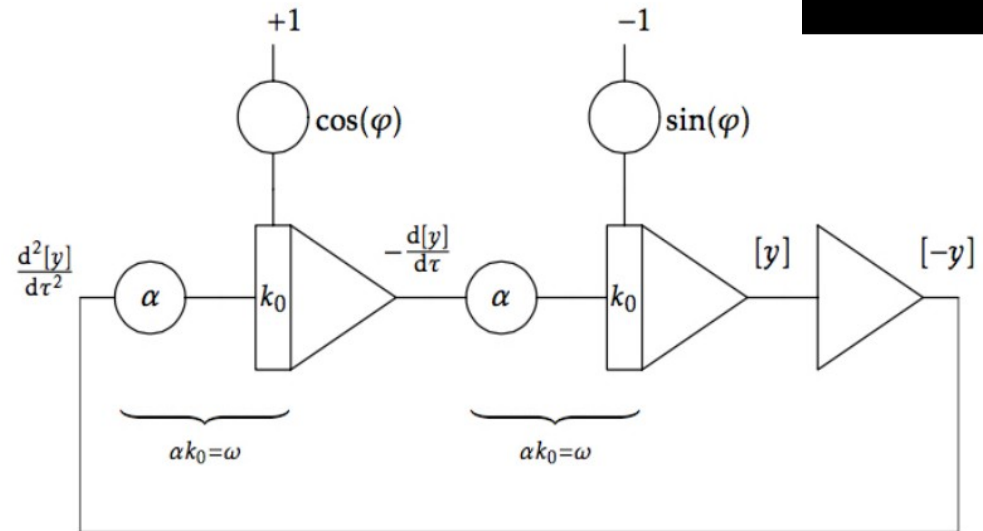 +1
−1
cos(φ)
sin(φ)
d²[y]
dτ²
−d[y]
dτ
[y]
[−y]
α
k₀
α
k₀
αk₀=ω
αk₀=ω